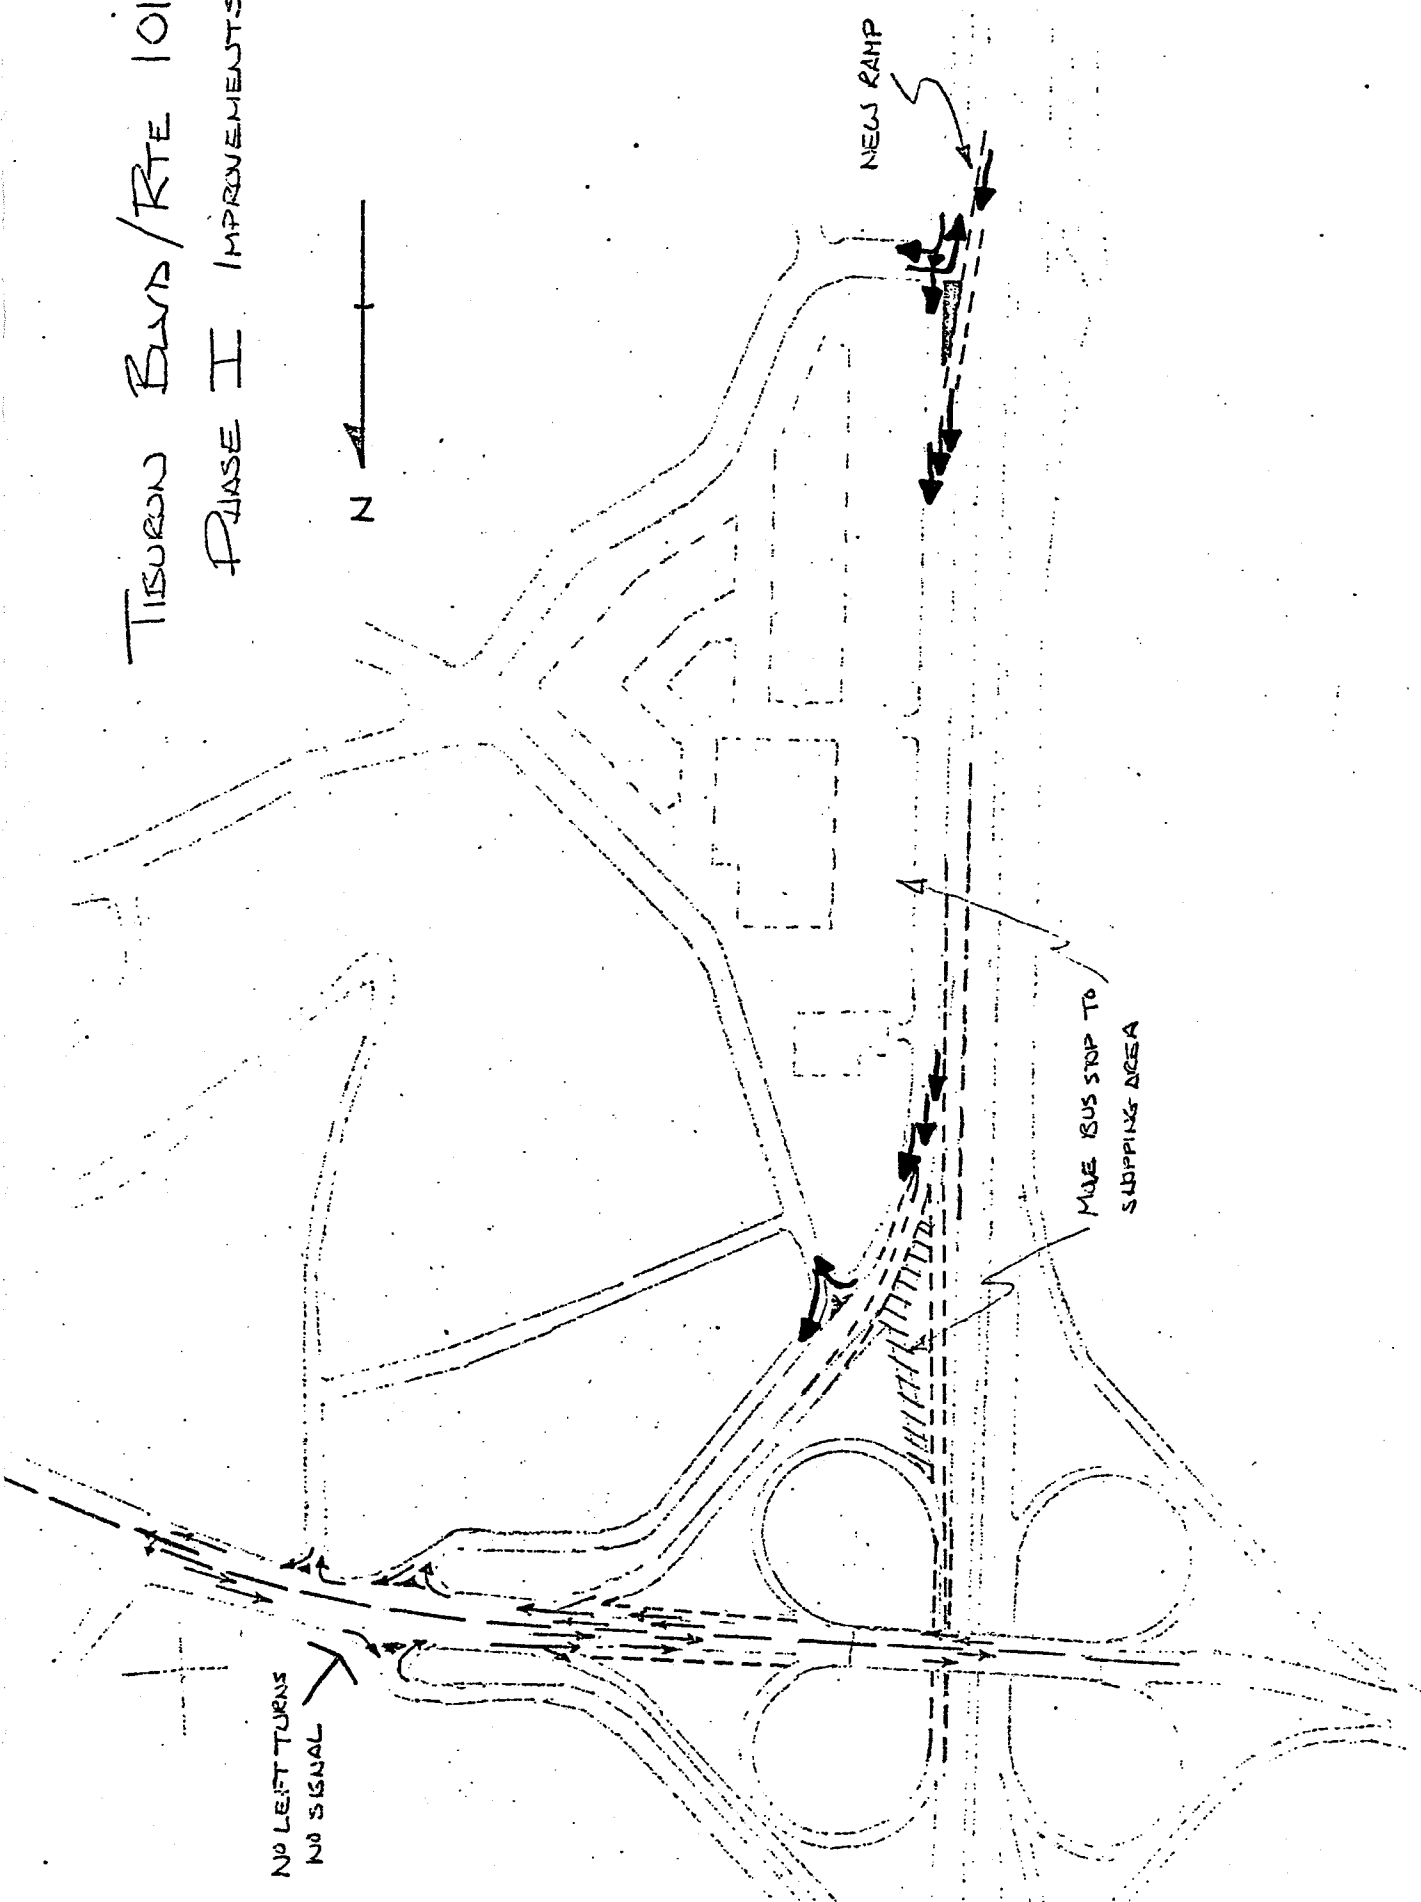 TIBURON BLVD/RTE 101
PHASE I IMPROVEMENTS
N
NEW RAMP
MOVE BUS STOP TO
SHOPPING AREA
NO LEFT TURNS
NO SIGNAL